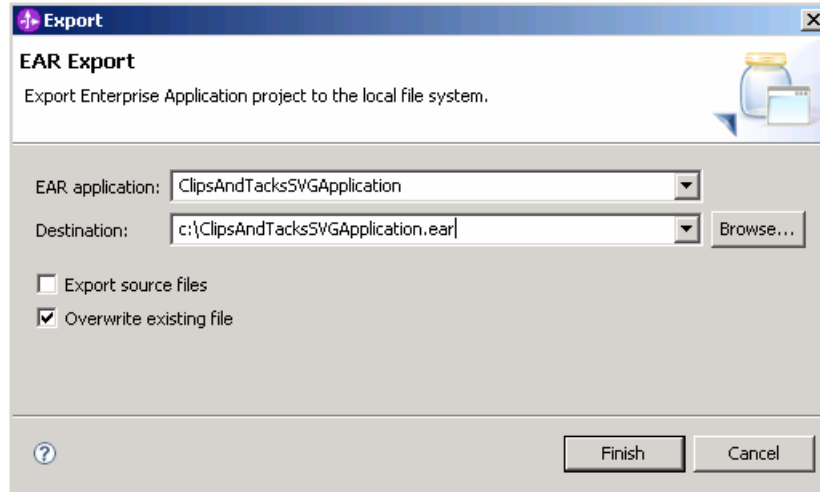 Export
EAR Export
Export Enterprise Application project to the local file system.
EAR application: ClipsAndTacksSVGApplication
Destination: c:\ClipsAndTacksSVGApplication.ear Browse...
Export source files
Overwrite existing file
? Finish Cancel